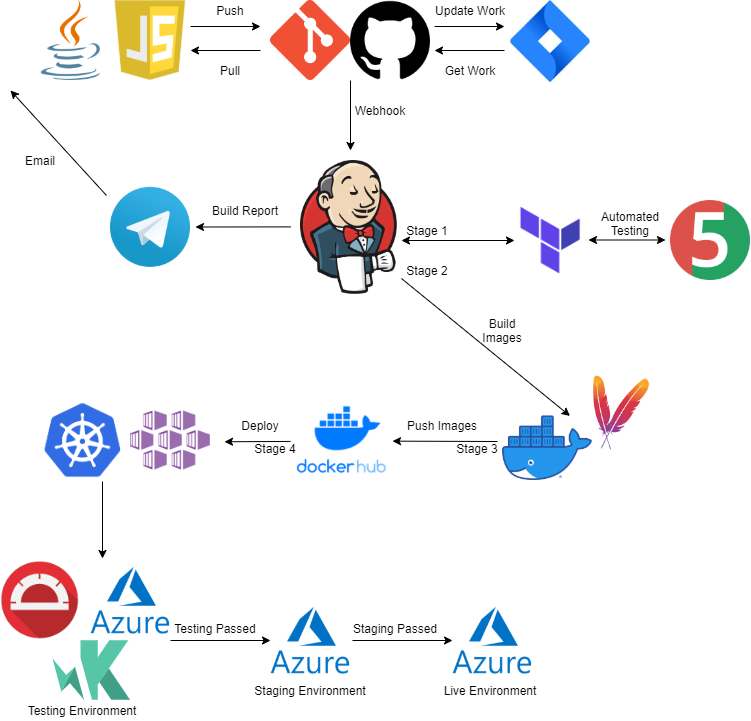 JS
Push
Update Work
Pull
Get Work
Webhook
Email
Build Report
Stage 1
Automated
Testing
5
Stage 2
Build
Images
Deploy
Push Images
Stage 4
Stage 3
docker hub
Azure
Testing Passed
Staging Passed
Azure
Azure
K
Testing Environment
Staging Environment
Live Environment